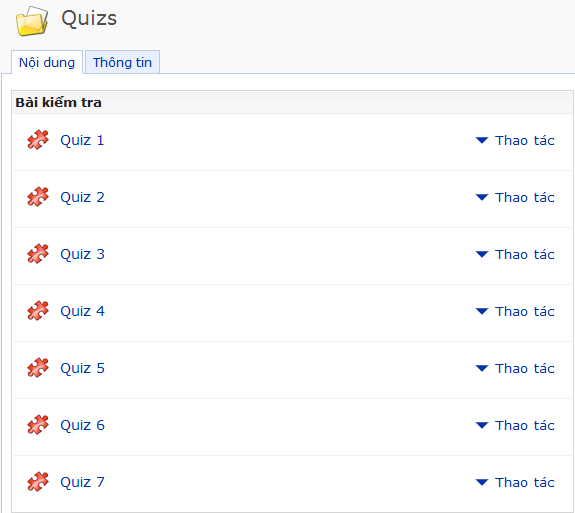 Quizs
Nội dung Thông tin
Bài kiểm tra
Quiz 1 Thao tác
Quiz 2 Thao tác
Quiz 3 Thao tác
Quiz 4 Thao tác
Quiz 5 Thao tác
Quiz 6 Thao tác
Quiz 7 Thao tác